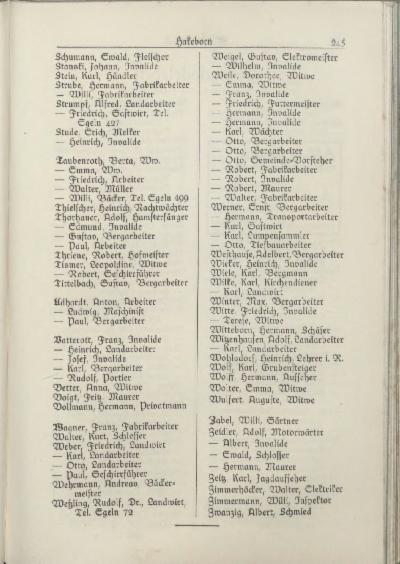 Hakeborn 245
Schumann, Ewald, Fleischer
Stanski, Johann, Invalide
Stein, Karl, Händler
Strube, Hermann, Fabrikarbeiter
— Willi, Fabrikarbeiter
Strumpf, Alfred, Landarbeiter
— Friedrich, Gastwirt, Tel.
Egeln 427
Stude, Erich, Melker
— Heinrich, Invalide
Taubenroth, Berta, Ww.
— Emma, Ww.
— Friedrich, Arbeiter
— Walter, Müller
— Willi, Bäcker, Tel. Egeln 499
Thielscher, Heinrich, Nachtwächter
Thorhauer, Adolf, Hamsterfänger
— Edmund, Invalide
— Gustav, Bergarbeiter
— Paul, Arbeiter
Thriene, Robert, Hofmeister
Tismer, Leopoldine, Witwe
— Robert, Geschirrführer
Tittelbach, Gustav, Bergarbeiter
Udhardt, Anton, Arbeiter
— Ludwig, Maschinist
— Paul, Bergarbeiter
Vatterott, Franz, Invalide
— Heinrich, Landarbeiter
— Josef, Invalide
— Karl, Bergarbeiter
— Rudolf, Portier
Vetter, Anna, Witwe
Voigt, Fritz, Maurer
Vollmann, Hermann, Privatmann
Wagner, Franz, Fabrikarbeiter
Walter, Kurt, Schlosser
Weber, Friedrich, Landwirt
— Karl, Landarbeiter
— Otto, Landarbeiter
— Paul, Geschirrführer
Wehrmann, Andreas, Bäcker-
meister
Weßling, Rudolf, Dr., Landwirt,
Tel. Egeln 72
Weigel, Gustav, Elektromeister
— Wilhelm, Invalide
Weile, Dorothee, Witwe
— Emma, Witwe
— Franz, Invalide
— Friedrich, Futtermeister
— Hermann, Invalide
— Hermann, Invalide
— Karl, Wächter
— Otto, Bergarbeiter
— Otto, Bergarbeiter
— Otto, Gemeinde-Vorsteher
— Robert, Fabrikarbeiter
— Robert, Invalide
— Robert, Maurer
— Walter, Fabrikarbeiter
Werner, Ernst, Bergarbeiter
— Hermann, Transportarbeiter
— Karl, Gastwirt
— Karl, Lumpensammler
— Otto, Tiefbauarbeiter
Westhause, Adelbert, Bergarbeiter
Wieker, Heinrich, Invalide
Wiele, Karl, Bergmann
Wilke, Karl, Kirchendiener
— Karl, Landwirt
Winter, Max, Bergarbeiter
Witte, Friedrich, Invalide
— Terese, Witwe
Witteborn, Hermann, Schäfer
Witzenhausen, Adolf, Landarbeiter
— Karl, Landarbeiter
Wohlsdorf, Heinrich, Lehrer i. R.
Wolf, Karl, Grubensteiger
Wolff, Hermann, Aufseher
Wolter, Emma, Witwe
Wulfert, Auguste, Witwe
Zabel, Willi, Gärtner
Zeidler, Adolf, Motorwärter
— Albert, Invalide
— Ewald, Schlosser
— Hermann, Maurer
Zeitz, Karl, Jagdaufseher
Zimmerhäcker, Walter, Elektriker
Zimmermann, Willi, Inspektor
Zwanzig, Albert, Schmied